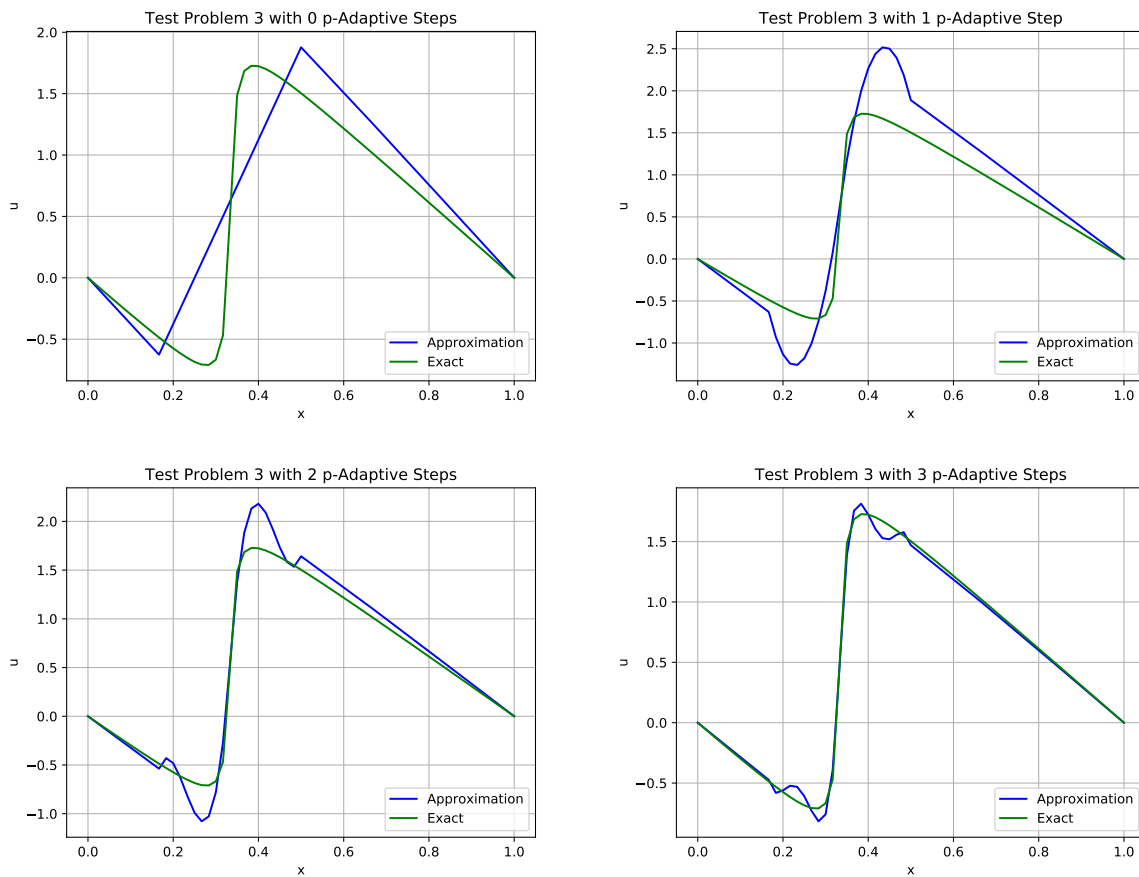 Test Problem 3 with 0 p-Adaptive Steps
2.0
1.5
1.0
0.5
0.0
−0.5
u
0.0 0.2 0.4 0.6 0.8 1.0
x
Approximation
Exact
Test Problem 3 with 1 p-Adaptive Step
2.5
2.0
1.5
1.0
0.5
0.0
−0.5
−1.0
u
0.0 0.2 0.4 0.6 0.8 1.0
x
Approximation
Exact
Test Problem 3 with 2 p-Adaptive Steps
2.0
1.5
1.0
0.5
0.0
−0.5
−1.0
u
0.0 0.2 0.4 0.6 0.8 1.0
x
Approximation
Exact
Test Problem 3 with 3 p-Adaptive Steps
1.5
1.0
0.5
0.0
−0.5
u
0.0 0.2 0.4 0.6 0.8 1.0
x
Approximation
Exact